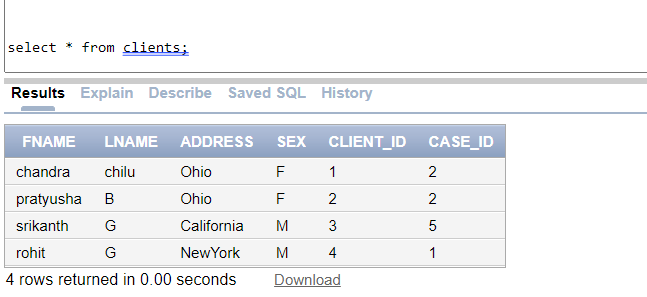 select * from clients;
Results Explain Describe Saved SQL History
FNAME LNAME ADDRESS SEX CLIENT_ID CASE_ID
chandra chilu Ohio F 1 2
pratyusha B Ohio F 2 2
srikanth G California M 3 5
rohit G NewYork M 4 1
4 rows returned in 0.00 seconds Download